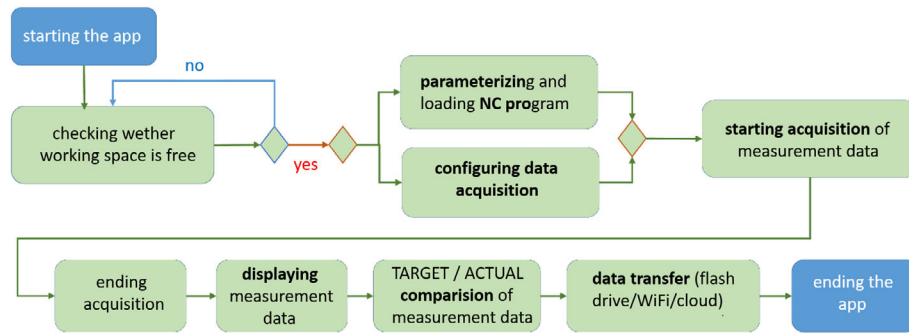 starting the app
no
checking wether
working space is free
yes
parameterizing and
loading NC program
configuring data
acquisition
starting acquisition of
measurement data
ending
acquisition
displaying
measurement
data
TARGET / ACTUAL
comparision of
measurement data
data transfer (flash
drive/WiFi/cloud)
ending the
app